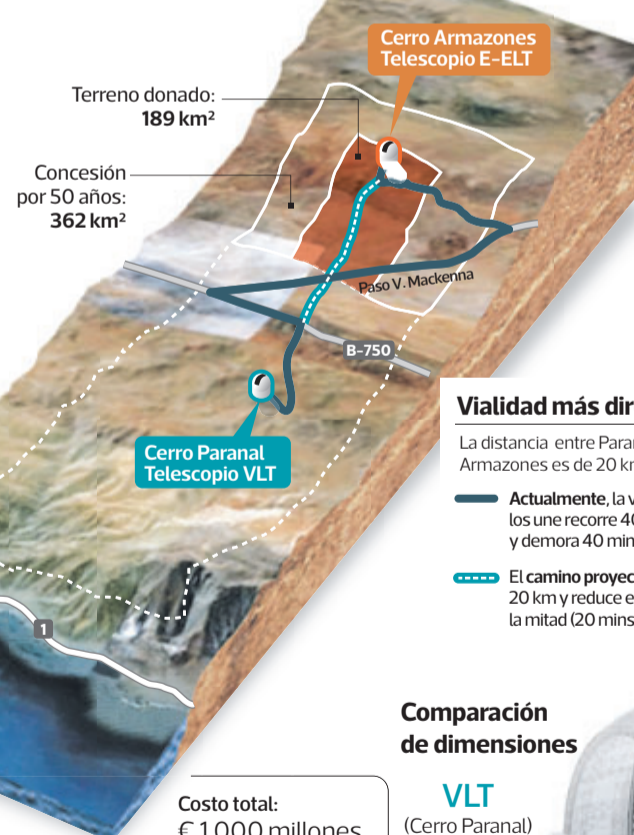 Cerro Armazones
Telescopio E-ELT
Terreno donado:
189 km²
Concesión
por 50 años:
362 km²
Paso V. Mackenna
B-750
Cerro Paranal
Telescopio VLT
1
Vialidad más dir
La distancia entre Paran
Armazones es de 20 km
Actualmente, la v
los une recorre 40
y demora 40 min
El camino proyec
20 km y reduce e
la mitad (20 mins
Comparación
de dimensiones
VLT
(Cerro Paranal)
Costo total:
€ 1.000 millones